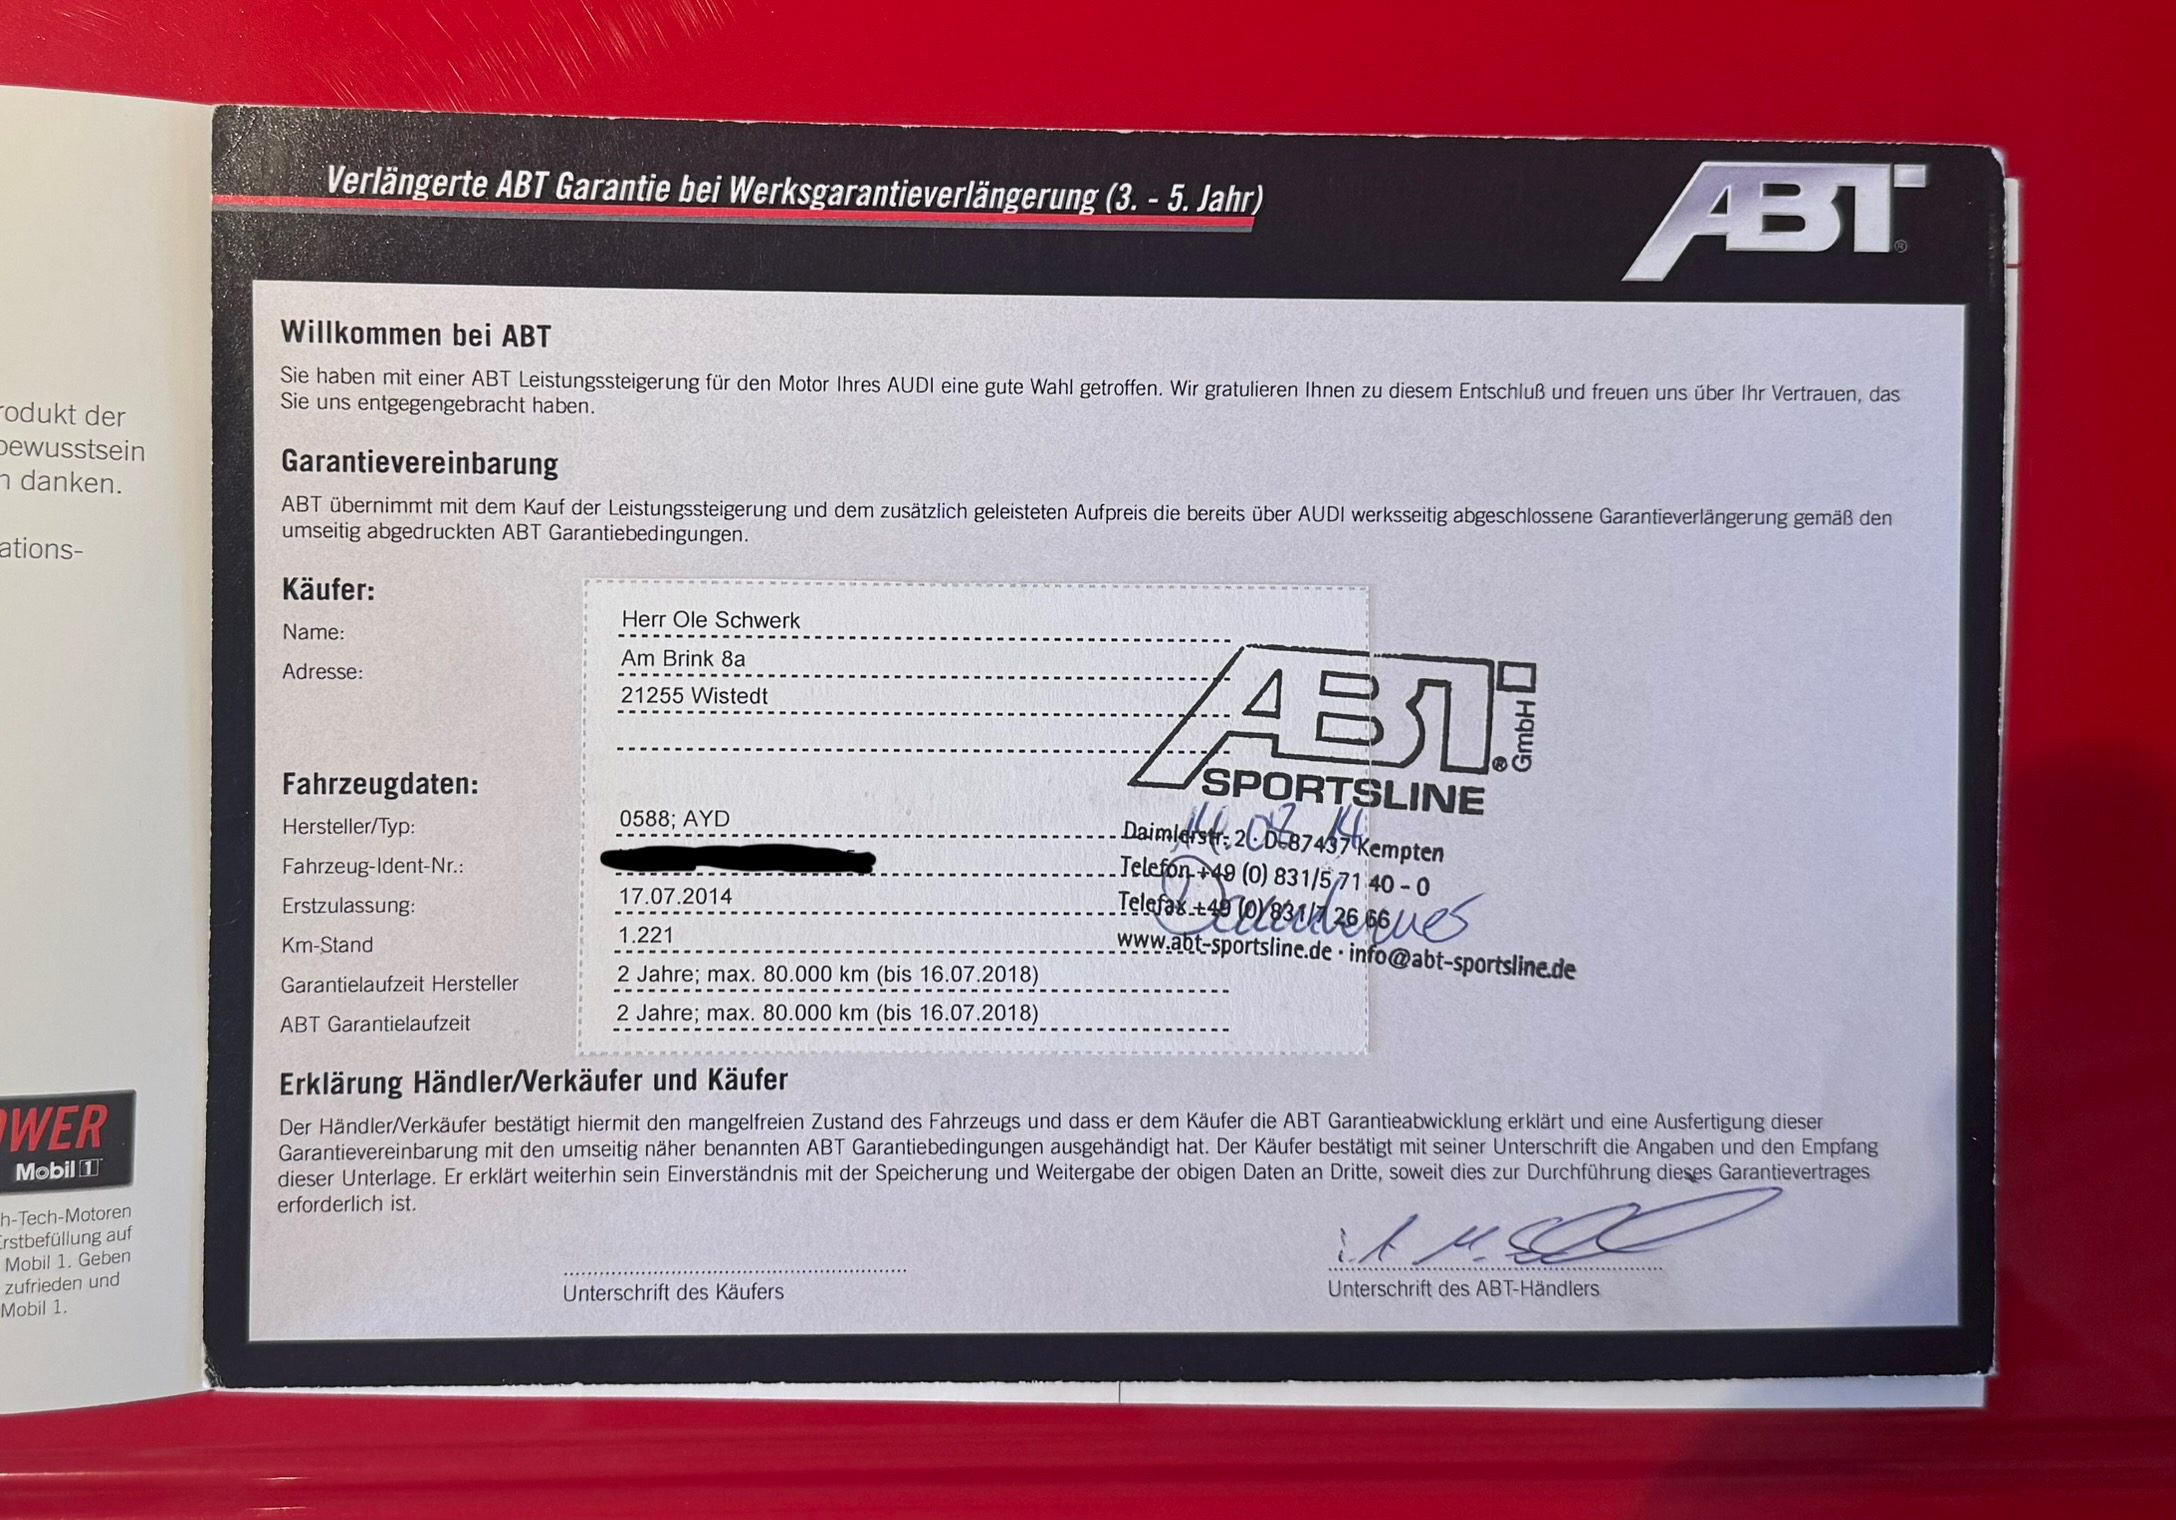 Verlängerte ABT Garantie bei Werksgarantieverlängerung (3. - 5. Jahr)
ABT®
Willkommen bei ABT
Sie haben mit einer ABT Leistungssteigerung für den Motor Ihres AUDI eine gute Wahl getroffen. Wir gratulieren Ihnen zu diesem Entschluß und freuen uns über Ihr Vertrauen, das
Sie uns entgegengebracht haben.
Garantievereinbarung
ABT übernimmt mit dem Kauf der Leistungssteigerung und dem zusätzlich geleisteten Aufpreis die bereits über AUDI werksseitig abgeschlossene Garantieverlängerung gemäß den
umseitig abgedruckten ABT Garantiebedingungen.
Käufer:
Name: Herr Ole Schwerk
Adresse: Am Brink 8a
21255 Wistedt
Fahrzeugdaten:
Hersteller/Typ: 0588; AYD
Fahrzeug-Ident-Nr.:
Erstzulassung: 17.07.2014
Km-Stand 1.221
Garantielaufzeit Hersteller 2 Jahre; max. 80.000 km (bis 16.07.2018)
ABT Garantielaufzeit 2 Jahre; max. 80.000 km (bis 16.07.2018)
ABT® GmbH
SPORTSLINE
Daimlerstr. 2 · D-87437 Kempten
Telefon +49 (0) 831/5 71 40 - 0
Telefax +49 (0) 831/7 26 66
www.abt-sportsline.de · info@abt-sportsline.de
Erklärung Händler/Verkäufer und Käufer
Der Händler/Verkäufer bestätigt hiermit den mangelfreien Zustand des Fahrzeugs und dass er dem Käufer die ABT Garantieabwicklung erklärt und eine Ausfertigung dieser
Garantievereinbarung mit den umseitig näher benannten ABT Garantiebedingungen ausgehändigt hat. Der Käufer bestätigt mit seiner Unterschrift die Angaben und den Empfang
dieser Unterlage. Er erklärt weiterhin sein Einverständnis mit der Speicherung und Weitergabe der obigen Daten an Dritte, soweit dies zur Durchführung dieses Garantievertrages
erforderlich ist.
Unterschrift des Käufers
Unterschrift des ABT-Händlers
rodukt der
bewusstsein
n danken.
ations-
OWER
Mobil 1
h-Tech-Motoren
Erstbefüllung auf
Mobil 1. Geben
zufrieden und
Mobil 1.